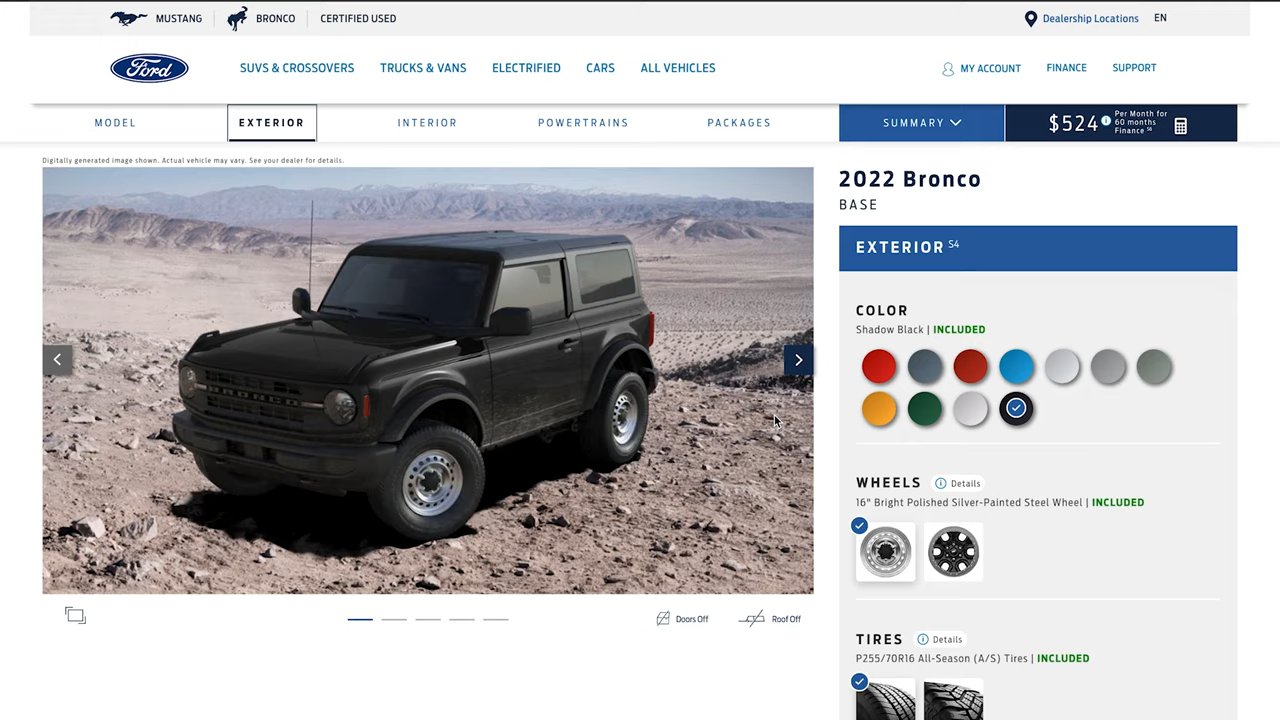 MUSTANG
BRONCO
CERTIFIED USED
Dealership Locations
EN
Ford
SUVS & CROSSOVERS
TRUCKS & VANS
ELECTRIFIED
CARS
ALL VEHICLES
MY ACCOUNT
FINANCE
SUPPORT
MODEL
EXTERIOR
INTERIOR
POWERTRAINS
PACKAGES
SUMMARY
$524
Per Month for
60 months
Finance S6
Digitally generated image shown. Actual vehicle may vary. See your dealer for details.
2022 Bronco
BASE
EXTERIOR S4
BRONCO
COLOR
Shadow Black | INCLUDED
WHEELS
Details
16" Bright Polished Silver-Painted Steel Wheel | INCLUDED
Doors Off
Roof Off
TIRES
Details
P255/70R16 All-Season (A/S) Tires | INCLUDED